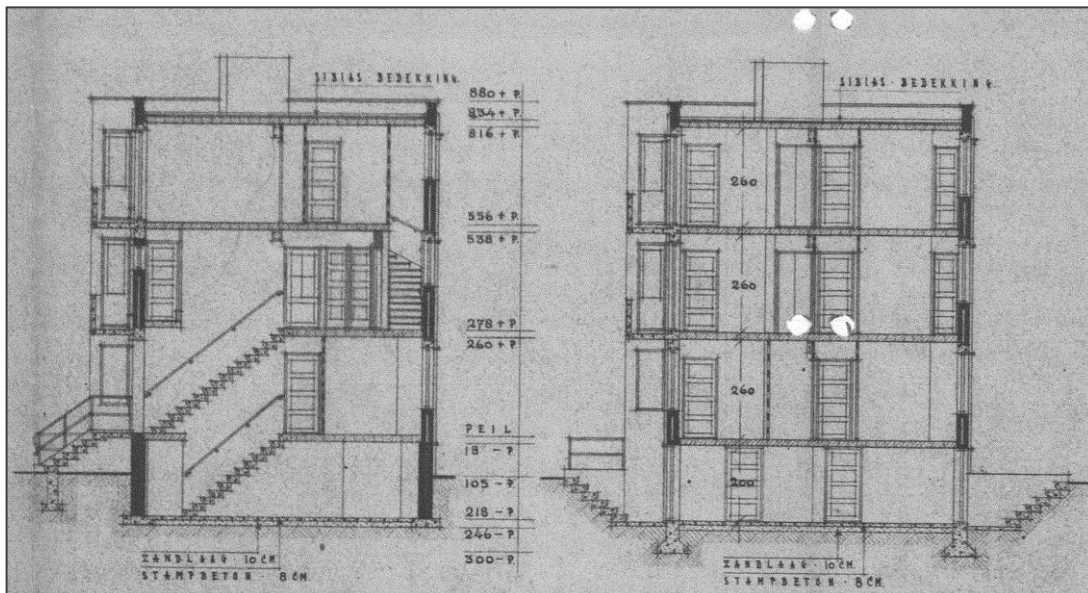 SIBIAS-BEDEKKING.
880 + P.
834 + P.
816 + P.
556 + P.
538 + P.
278 + P.
260 + P.
PEIL
18 - P.
105 - P.
218 - P.
246 - P.
300 - P.
ZANDLAAG - 10 CM.
STAMPBETON - 8 CM.
SIBIAS-BEDEKKING.
260
260
260
200
ZANDLAAG - 10 CM.
STAMPBETON - 8 CM.